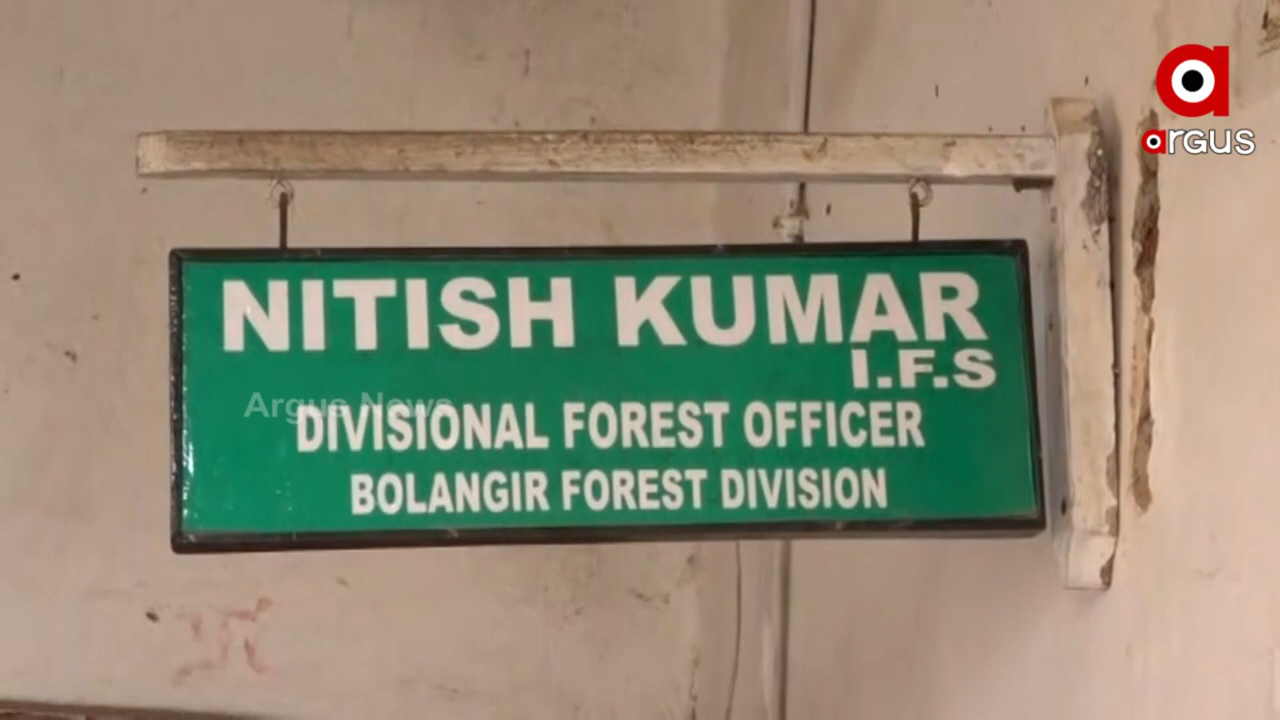 argus
NITISH KUMAR
I.F.S
Argus News
DIVISIONAL FOREST OFFICER
BOLANGIR FOREST DIVISION